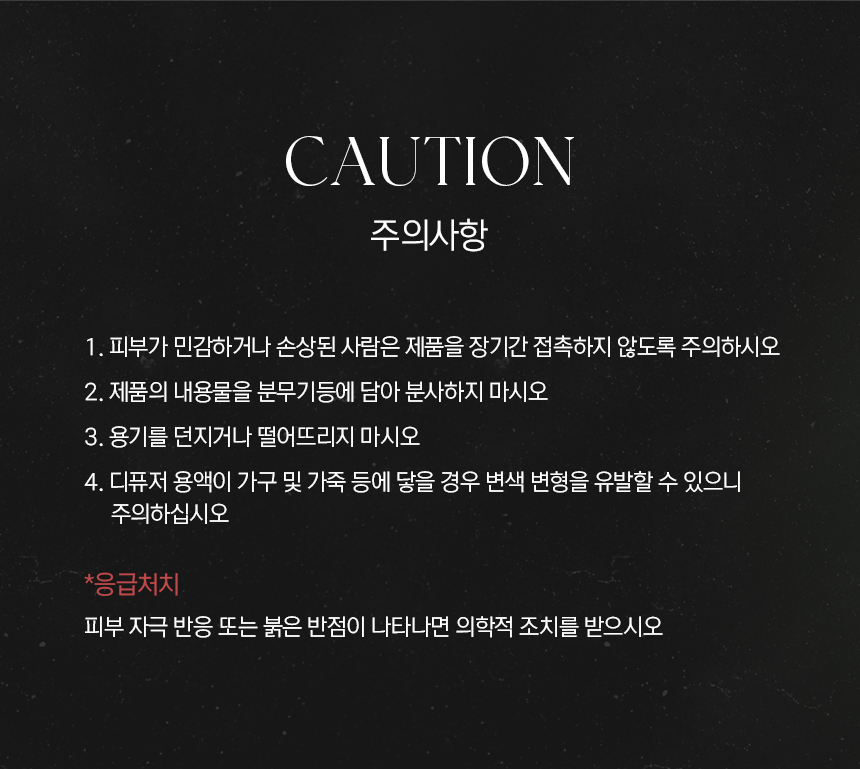 CAUTION
주의사항
1. 피부가 민감하거나 손상된 사람은 제품을 장기간 접촉하지 않도록 주의하시오
2. 제품의 내용물을 분무기등에 담아 분사하지 마시오
3. 용기를 던지거나 떨어뜨리지 마시오
4. 디퓨저 용액이 가구 및 가죽 등에 닿을 경우 변색 변형을 유발할 수 있으니
주의하십시오
*응급처치
피부 자극 반응 또는 붉은 반점이 나타나면 의학적 조치를 받으시오